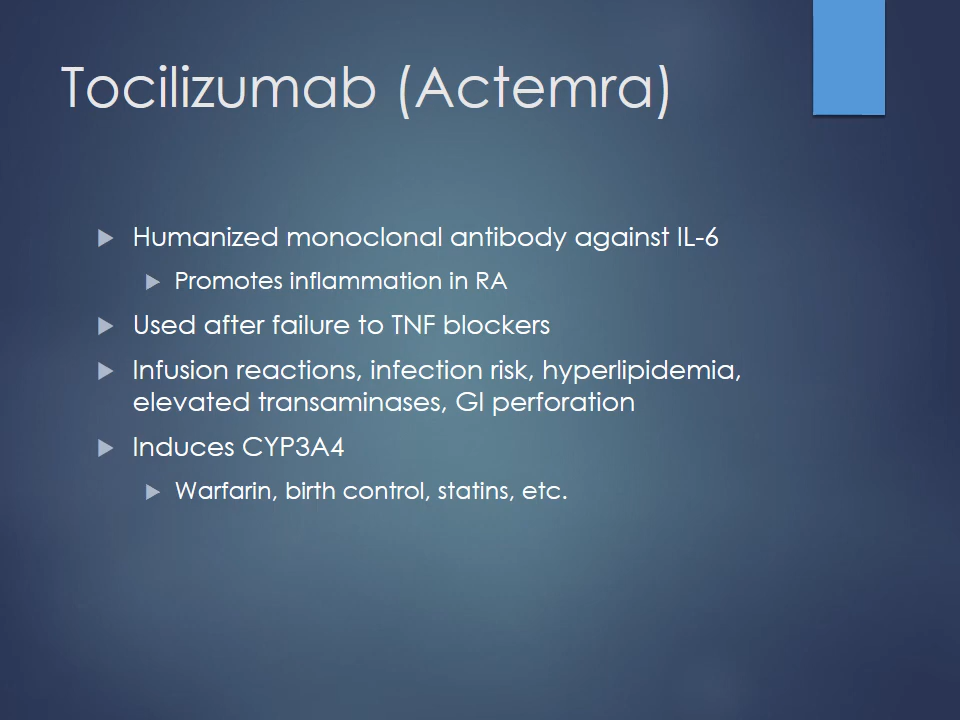 Tocilizumab (Actemra)
Humanized monoclonal antibody against IL-6
Promotes inflammation in RA
Used after failure to TNF blockers
Infusion reactions, infection risk, hyperlipidemia,
elevated transaminases, GI perforation
Induces CYP3A4
Warfarin, birth control, statins, etc.